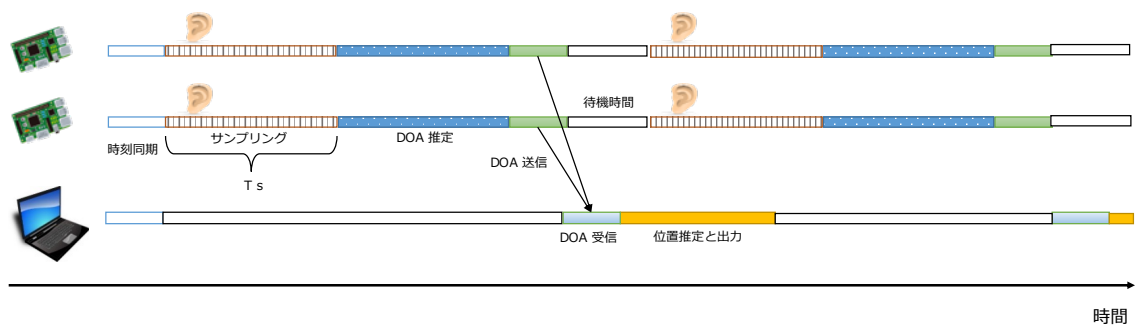 待機時間
時刻同期
サンプリング
DOA 推定
DOA 送信
T s
DOA 受信
位置推定と出力
時間